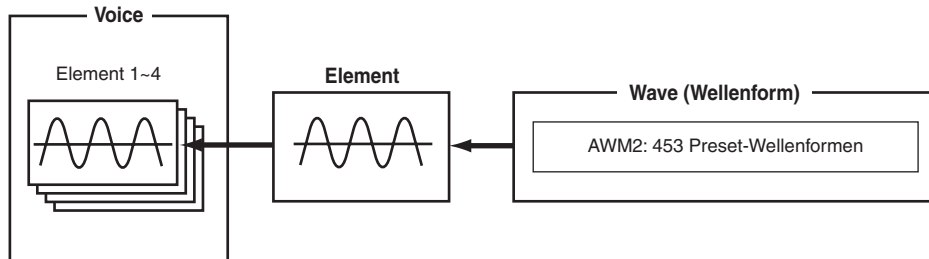 Voice
Element 1~4
Element
Wave (Wellenform)
AWM2: 453 Preset-Wellenformen